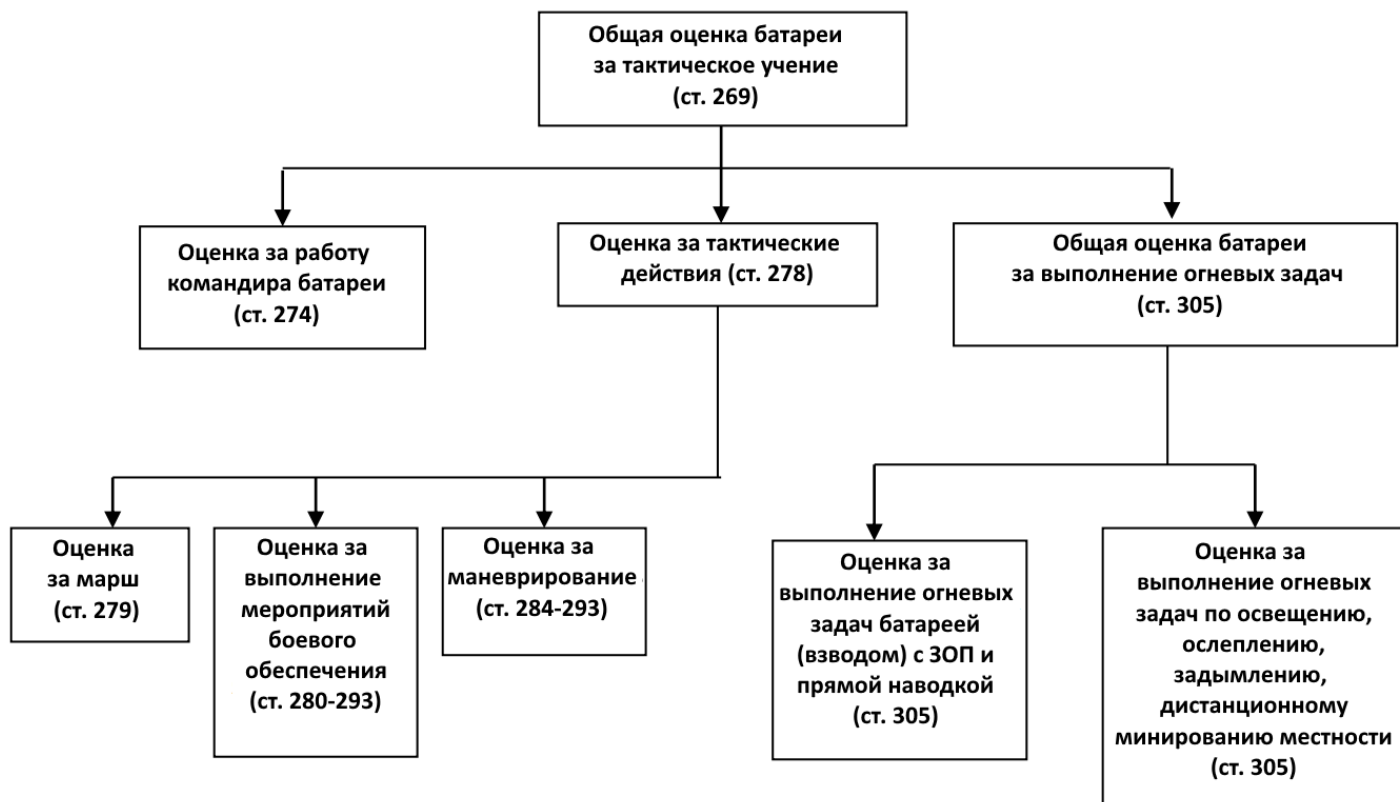 Общая оценка батареи
за тактическое учение
(ст. 269)
Оценка за работу
командира батареи
(ст. 274)
Оценка за тактические
действия (ст. 278)
Общая оценка батареи
за выполнение огневых задач
(ст. 305)
Оценка
за марш
(ст. 279)
Оценка за
выполнение
мероприятий
боевого
обеспечения
(ст. 280-293)
Оценка за
маневрирование
(ст. 284-293)
Оценка за
выполнение огневых
задач батареей
(взводом) с ЗОП и
прямой наводкой
(ст. 305)
Оценка за
выполнение огневых
задач по освещению,
ослеплению,
задымлению,
дистанционному
минированию местности
(ст. 305)